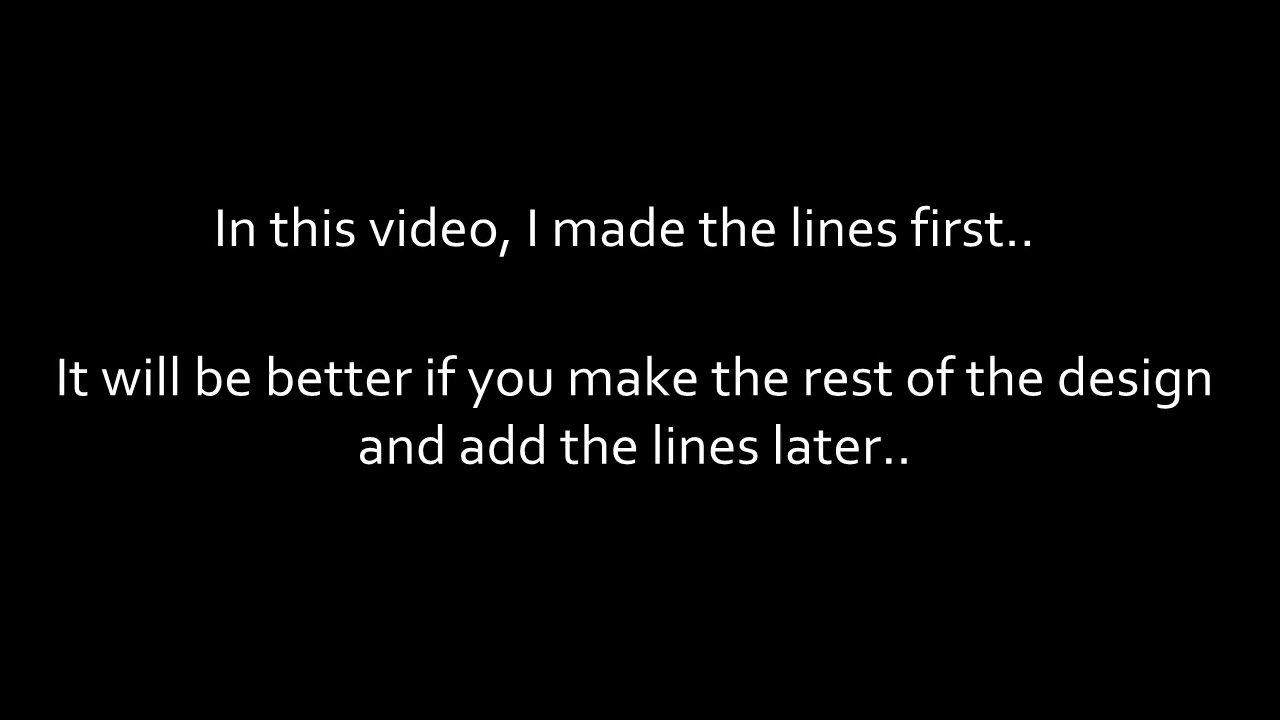 In this video, I made the lines first..
It will be better if you make the rest of the design
and add the lines later..